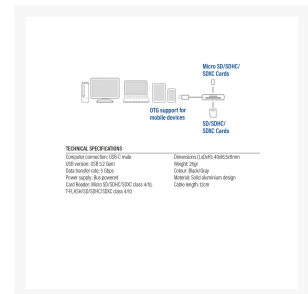 Micro SD/SDHC/
SDXC Cards
OTG support for
mobile devices
SD/SDHC/
SDXC Cards
TECHNICAL SPECIFICATIONS
Computer connection: USB-C male
USB version: USB 3.2 Gen1
Data transfer rate: 5 Gbps
Power supply: Bus powered
Card Reader: Micro SD/SDHC/SDXC class 4/10,
T-FLASH/SD/SDHC/SDXC class 4/10
Dimensions (LxDxH):
Weight: 26gr
Colour: Black/Gray
Material: Solid aluminium design
Cable length: 12cm